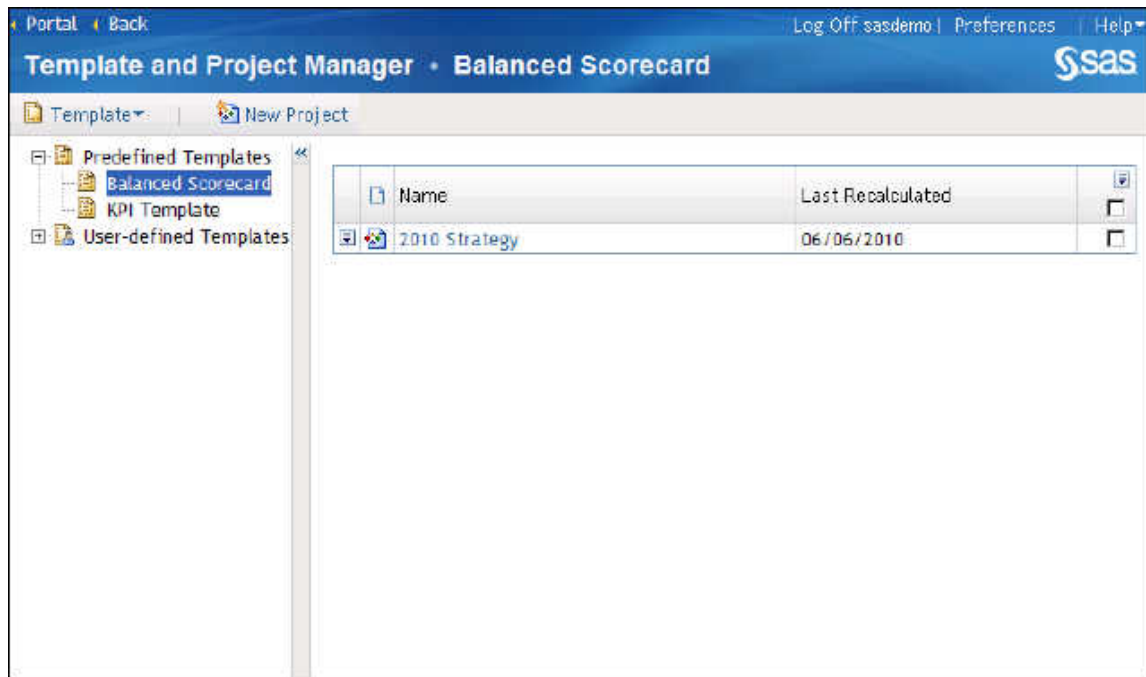 Portal Back Log Off sasdemo | Preferences | Help
Template and Project Manager • Balanced Scorecard sas
Template | New Project
Predefined Templates
Balanced Scorecard
KPI Template
User-defined Templates
Name Last Recalculated
2010 Strategy 06/06/2010